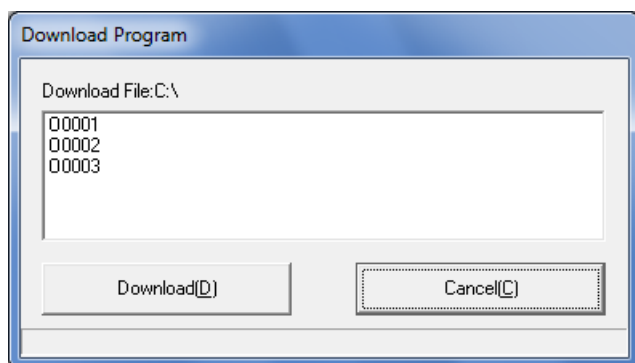 Download Program
Download File:C:\
O0001
O0002
O0003
Download(D)
Cancel(C)